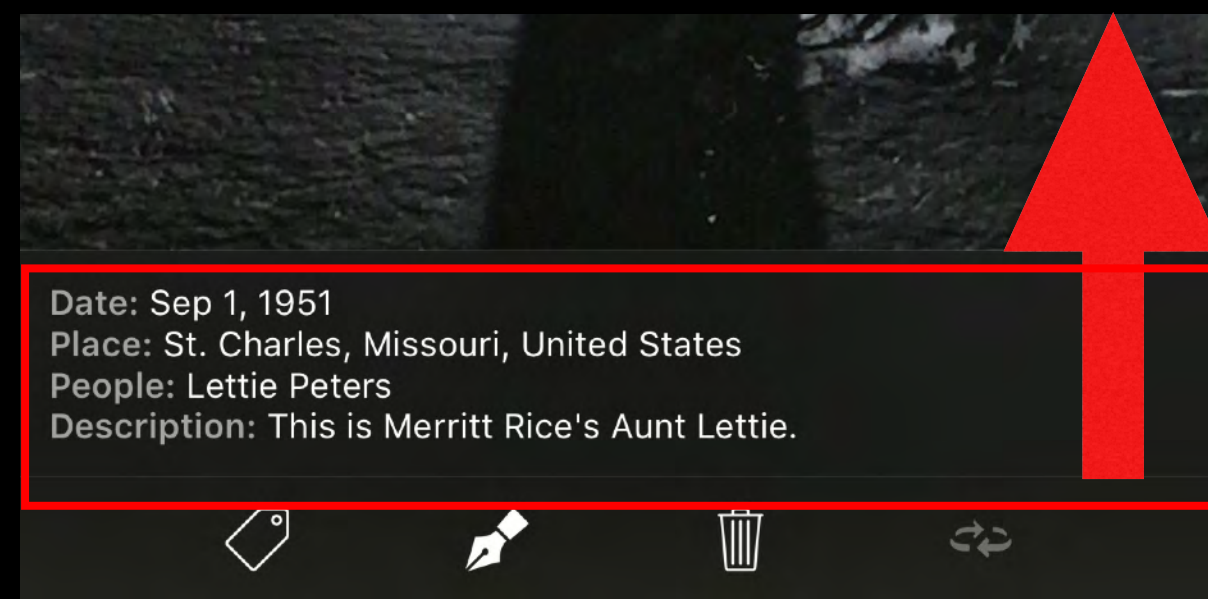 Date: Sep 1, 1951
Place: St. Charles, Missouri, United States
People: Lettie Peters
Description: This is Merritt Rice's Aunt Lettie.